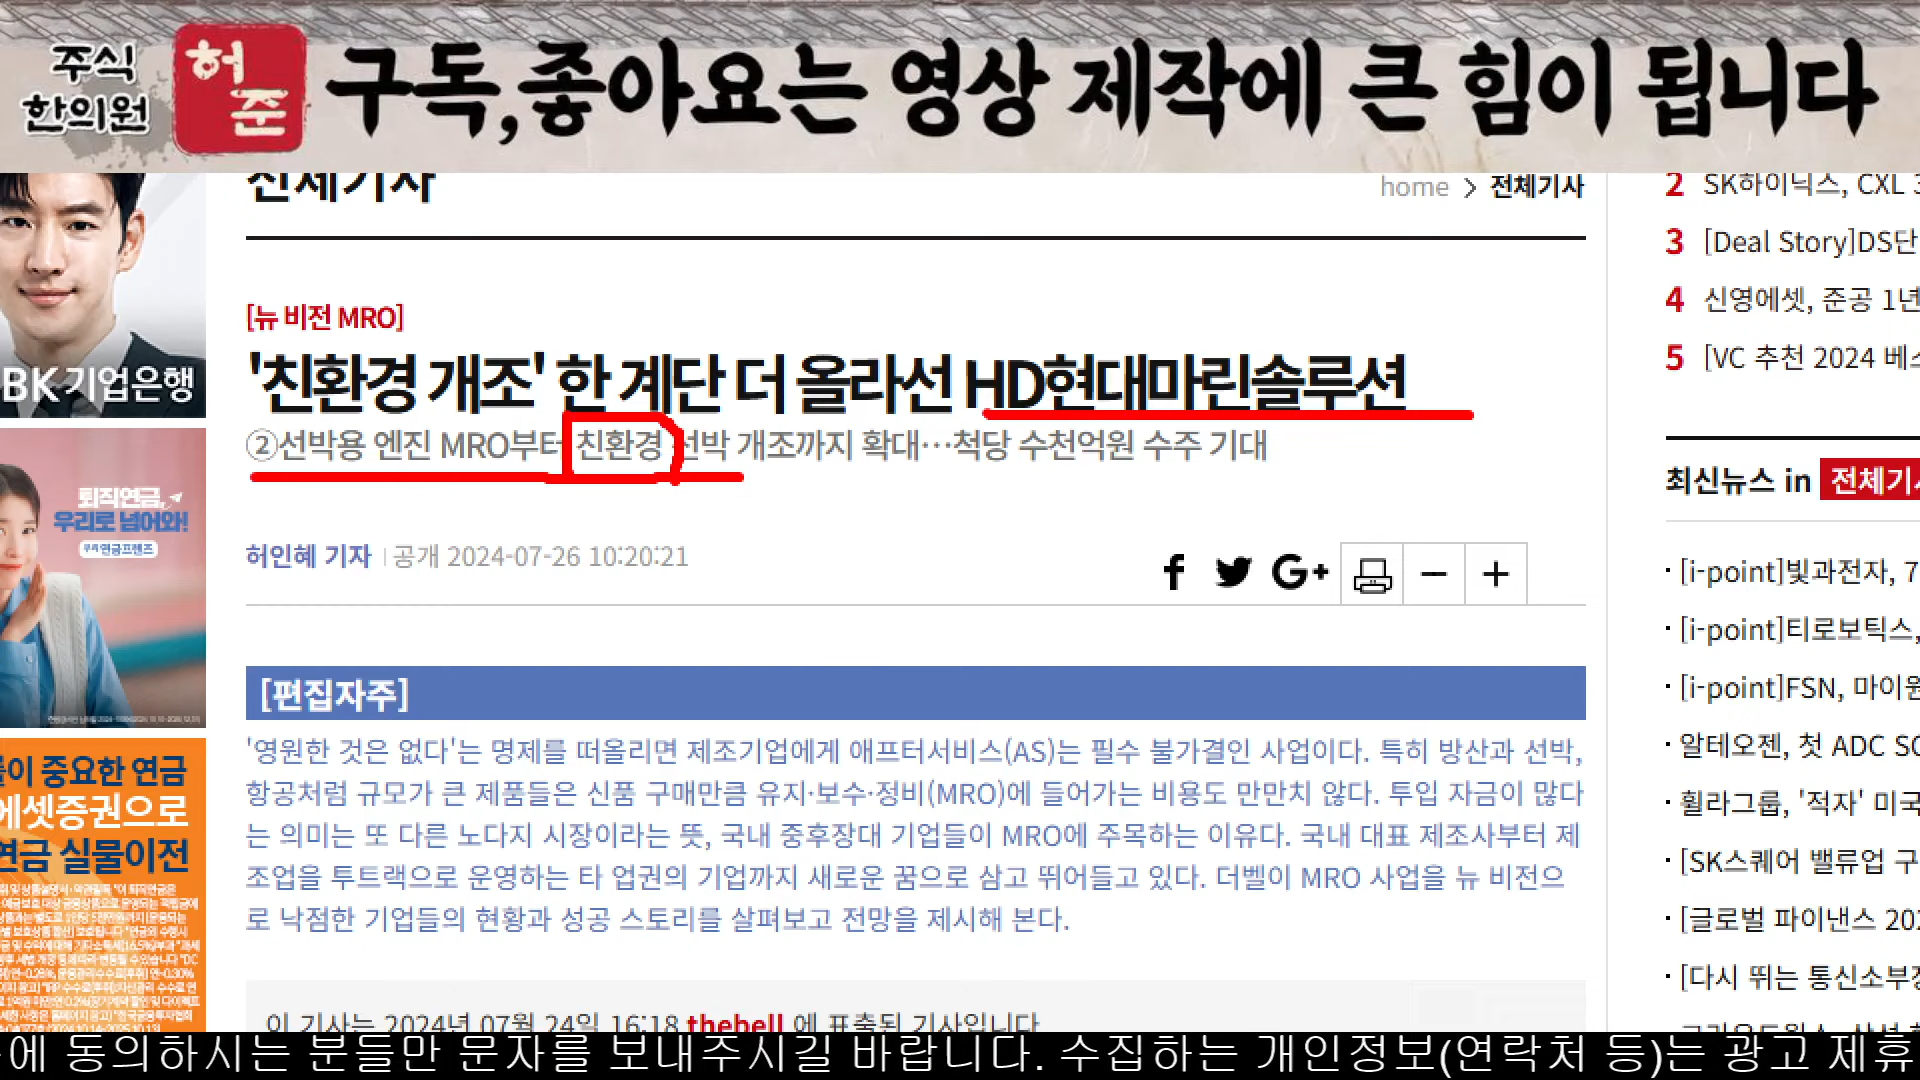 주식
한의원
허준
구독,좋아요는 영상 제작에 큰 힘이 됩니다
전체기사
home > 전체기사
[뉴 비전 MRO]
'친환경 개조' 한 계단 더 올라선 HD현대마린솔루션
②선박용 엔진 MRO부터 친환경 선박 개조까지 확대…척당 수천억원 수주 기대
허인혜 기자 | 공개 2024-07-26 10:20:21
[편집자주]
'영원한 것은 없다'는 명제를 떠올리면 제조기업에게 애프터서비스(AS)는 필수 불가결인 사업이다. 특히 방산과 선박,
항공처럼 규모가 큰 제품들은 신품 구매만큼 유지·보수·정비(MRO)에 들어가는 비용도 만만치 않다. 투입 자금이 많다
는 의미는 또 다른 노다지 시장이라는 뜻, 국내 중후장대 기업들이 MRO에 주목하는 이유다. 국내 대표 제조사부터 제
조업을 투트랙으로 운영하는 타 업권의 기업까지 새로운 꿈으로 삼고 뛰어들고 있다. 더벨이 MRO 사업을 뉴 비전으
로 낙점한 기업들의 현황과 성공 스토리를 살펴보고 전망을 제시해 본다.
이 기사는 2024년 07월 24일 16:18 thebell 에 표출된 기사입니다
BK 기업은행
퇴직연금,
우리로 넘어와!
이 중요한 연금
에셋증권으로
연금 실물이전
2 SK하이닉스, CXL 3
3 [Deal Story]DS단
4 신영에셋, 준공 1년
5 [VC 추천 2024 베스
최신뉴스 in 전체기사
· [i-point]빛과전자, 7
· [i-point]티로보틱스,
· [i-point]FSN, 마이원
· 알테오젠, 첫 ADC SC
· 휠라그룹, '적자' 미국
· [SK스퀘어 밸류업 구
· [글로벌 파이낸스 202
· [다시 뛰는 통신소부장
에 동의하시는 분들만 문자를 보내주시길 바랍니다. 수집하는 개인정보(연락처 등)는 광고 제휴